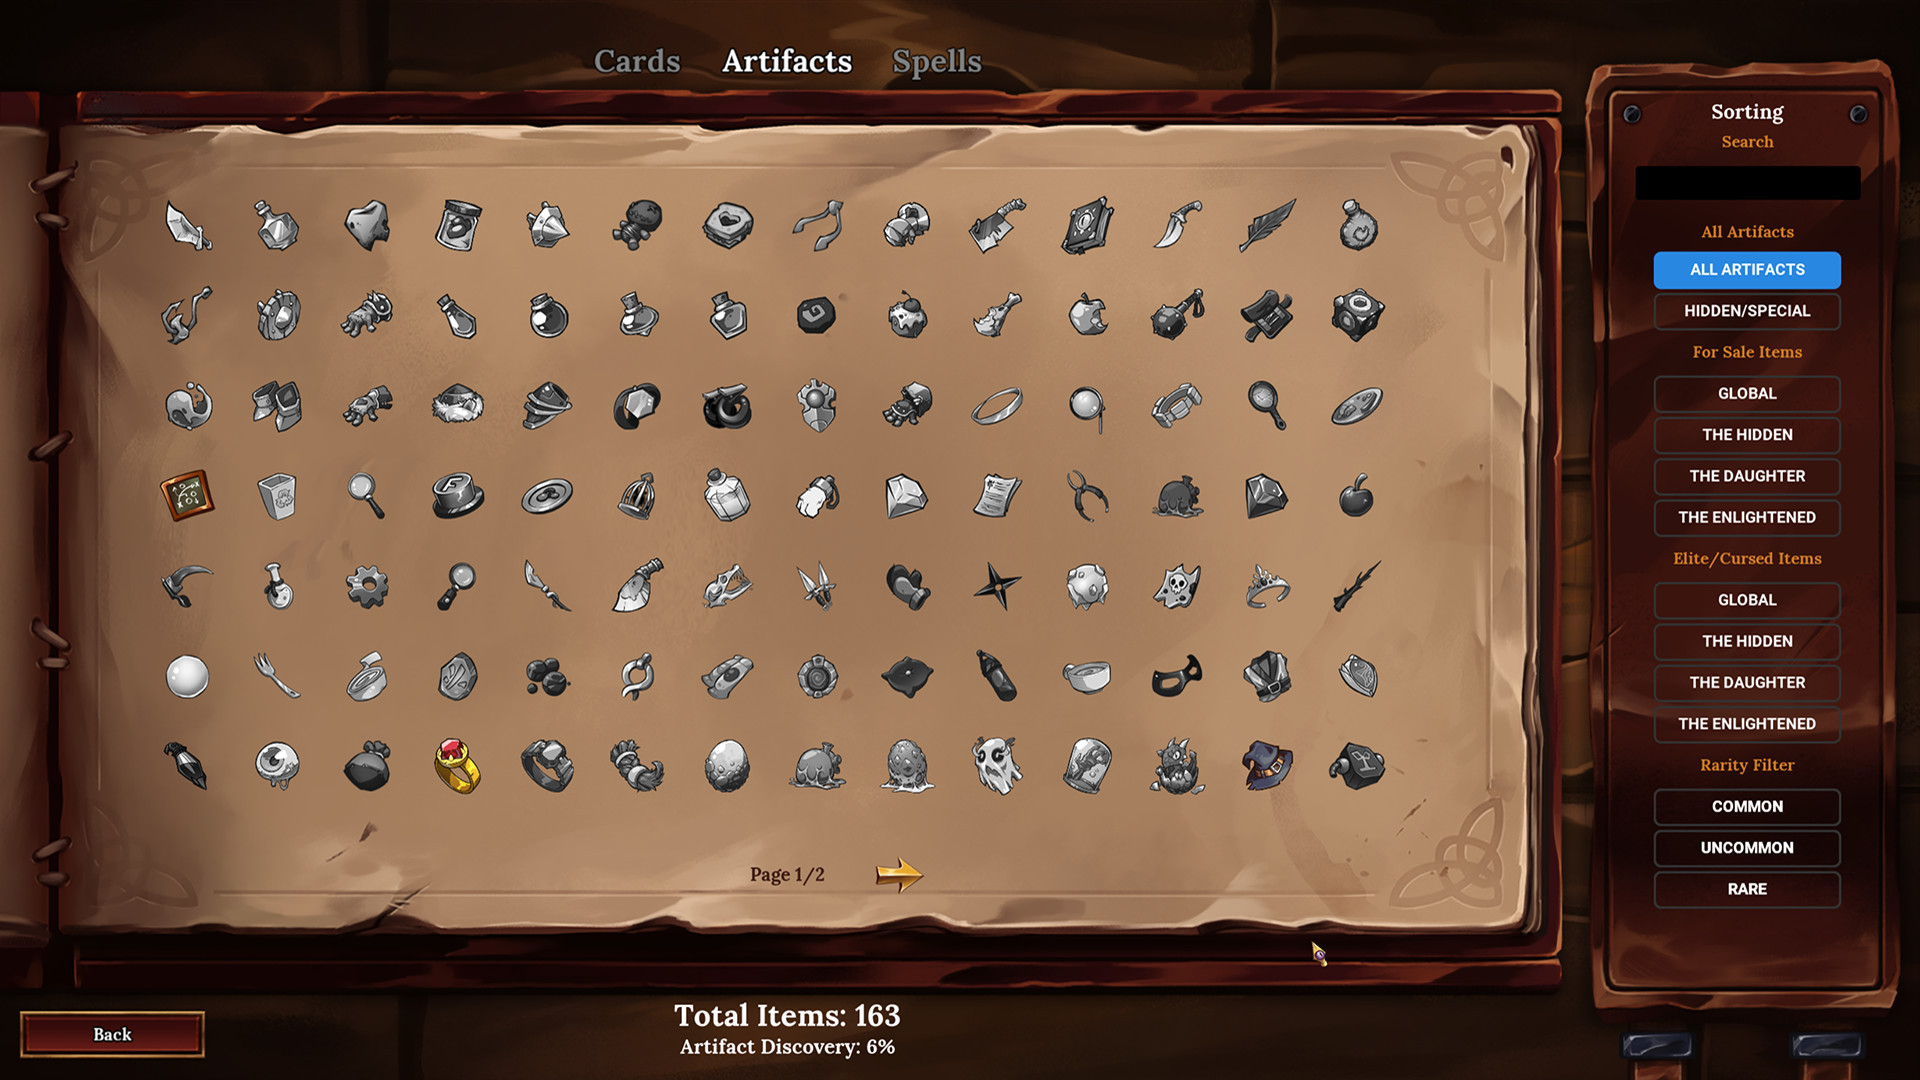 Cards Artifacts Spells
Sorting
Search
All Artifacts
ALL ARTIFACTS
HIDDEN/SPECIAL
For Sale Items
GLOBAL
THE HIDDEN
THE DAUGHTER
THE ENLIGHTENED
Elite/Cursed Items
GLOBAL
THE HIDDEN
THE DAUGHTER
THE ENLIGHTENED
Rarity Filter
COMMON
UNCOMMON
RARE
Page 1/2
Total Items: 163
Artifact Discovery: 6%
Back